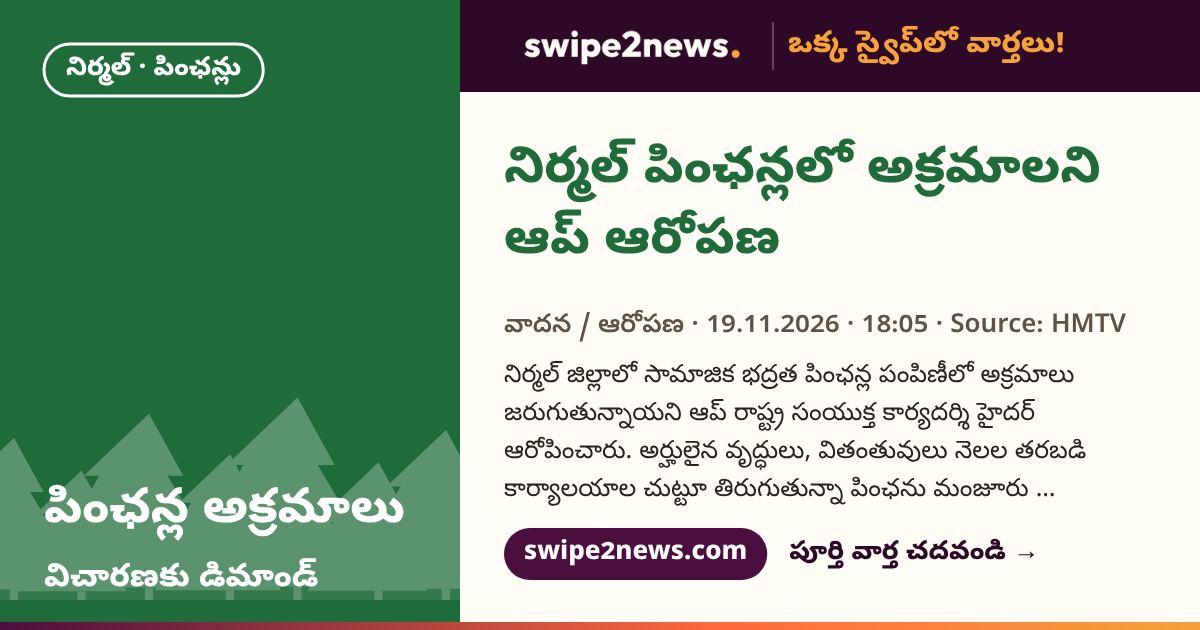 నిర్మల్ · పింఛన్లు
పింఛన్ల అక్రమాలు
విచారణకు డిమాండ్
swipe2news.
ఒక్క స్వైప్‌లో వార్తలు!
నిర్మల్ పింఛన్లలో అక్రమాలని
ఆప్ ఆరోపణ
వాదన / ఆరోపణ · 19.11.2026 · 18:05 · Source: HMTV
నిర్మల్ జిల్లాలో సామాజిక భద్రత పింఛన్ల పంపిణీలో అక్రమాలు
జరుగుతున్నాయని ఆప్ రాష్ట్ర సంయుక్త కార్యదర్శి హైదర్
ఆరోపించారు. అర్హులైన వృద్ధులు, వితంతువులు నెలల తరబడి
కార్యాలయాల చుట్టూ తిరుగుతున్నా పింఛను మంజూరు ...
swipe2news.com
పూర్తి వార్త చదవండి →